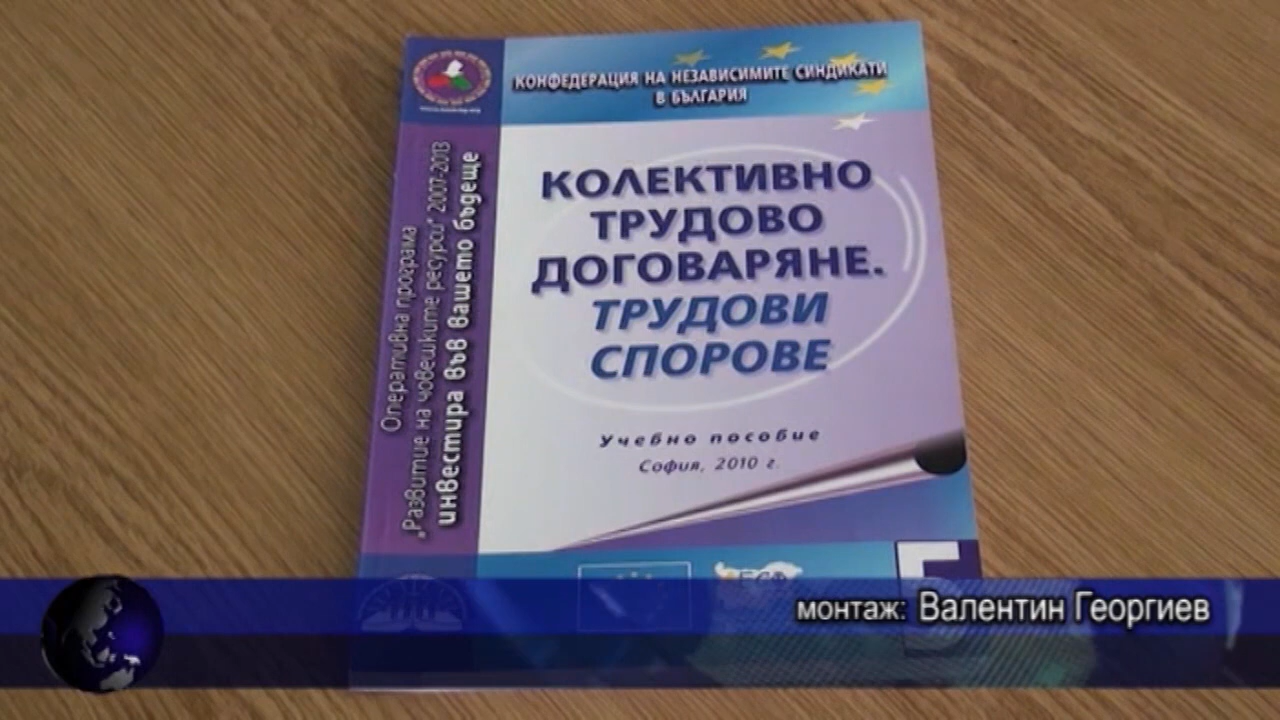 КОНФЕДЕРАЦИЯ НА НЕЗАВИСИМИТЕ СИНДИКАТИ
В БЪЛГАРИЯ
КОЛЕКТИВНО
ТРУДОВО
ДОГОВАРЯНЕ.
ТРУДОВИ
СПОРОВЕ
Учебно пособие
София, 2010 г.
Оперативна програма
„Развитие на човешките ресурси" 2007-2013
инвестира във вашето бъдеще
ЕСФ
монтаж: Валентин Георгиев